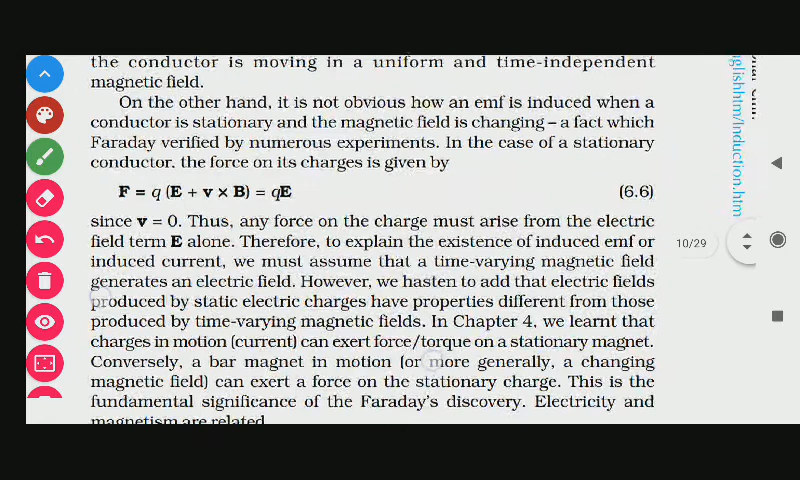 the conductor is moving in a uniform and time-independent
magnetic field.
On the other hand, it is not obvious how an emf is induced when a
conductor is stationary and the magnetic field is changing – a fact which
Faraday verified by numerous experiments. In the case of a stationary
conductor, the force on its charges is given by
F = q (E + v × B) = qE (6.6)
since v = 0. Thus, any force on the charge must arise from the electric
field term E alone. Therefore, to explain the existence of induced emf or
induced current, we must assume that a time-varying magnetic field
generates an electric field. However, we hasten to add that electric fields
produced by static electric charges have properties different from those
produced by time-varying magnetic fields. In Chapter 4, we learnt that
charges in motion (current) can exert force/torque on a stationary magnet.
Conversely, a bar magnet in motion (or more generally, a changing
magnetic field) can exert a force on the stationary charge. This is the
fundamental significance of the Faraday's discovery. Electricity and
magnetism are related.
glishhtm/Induction.htm
10/29